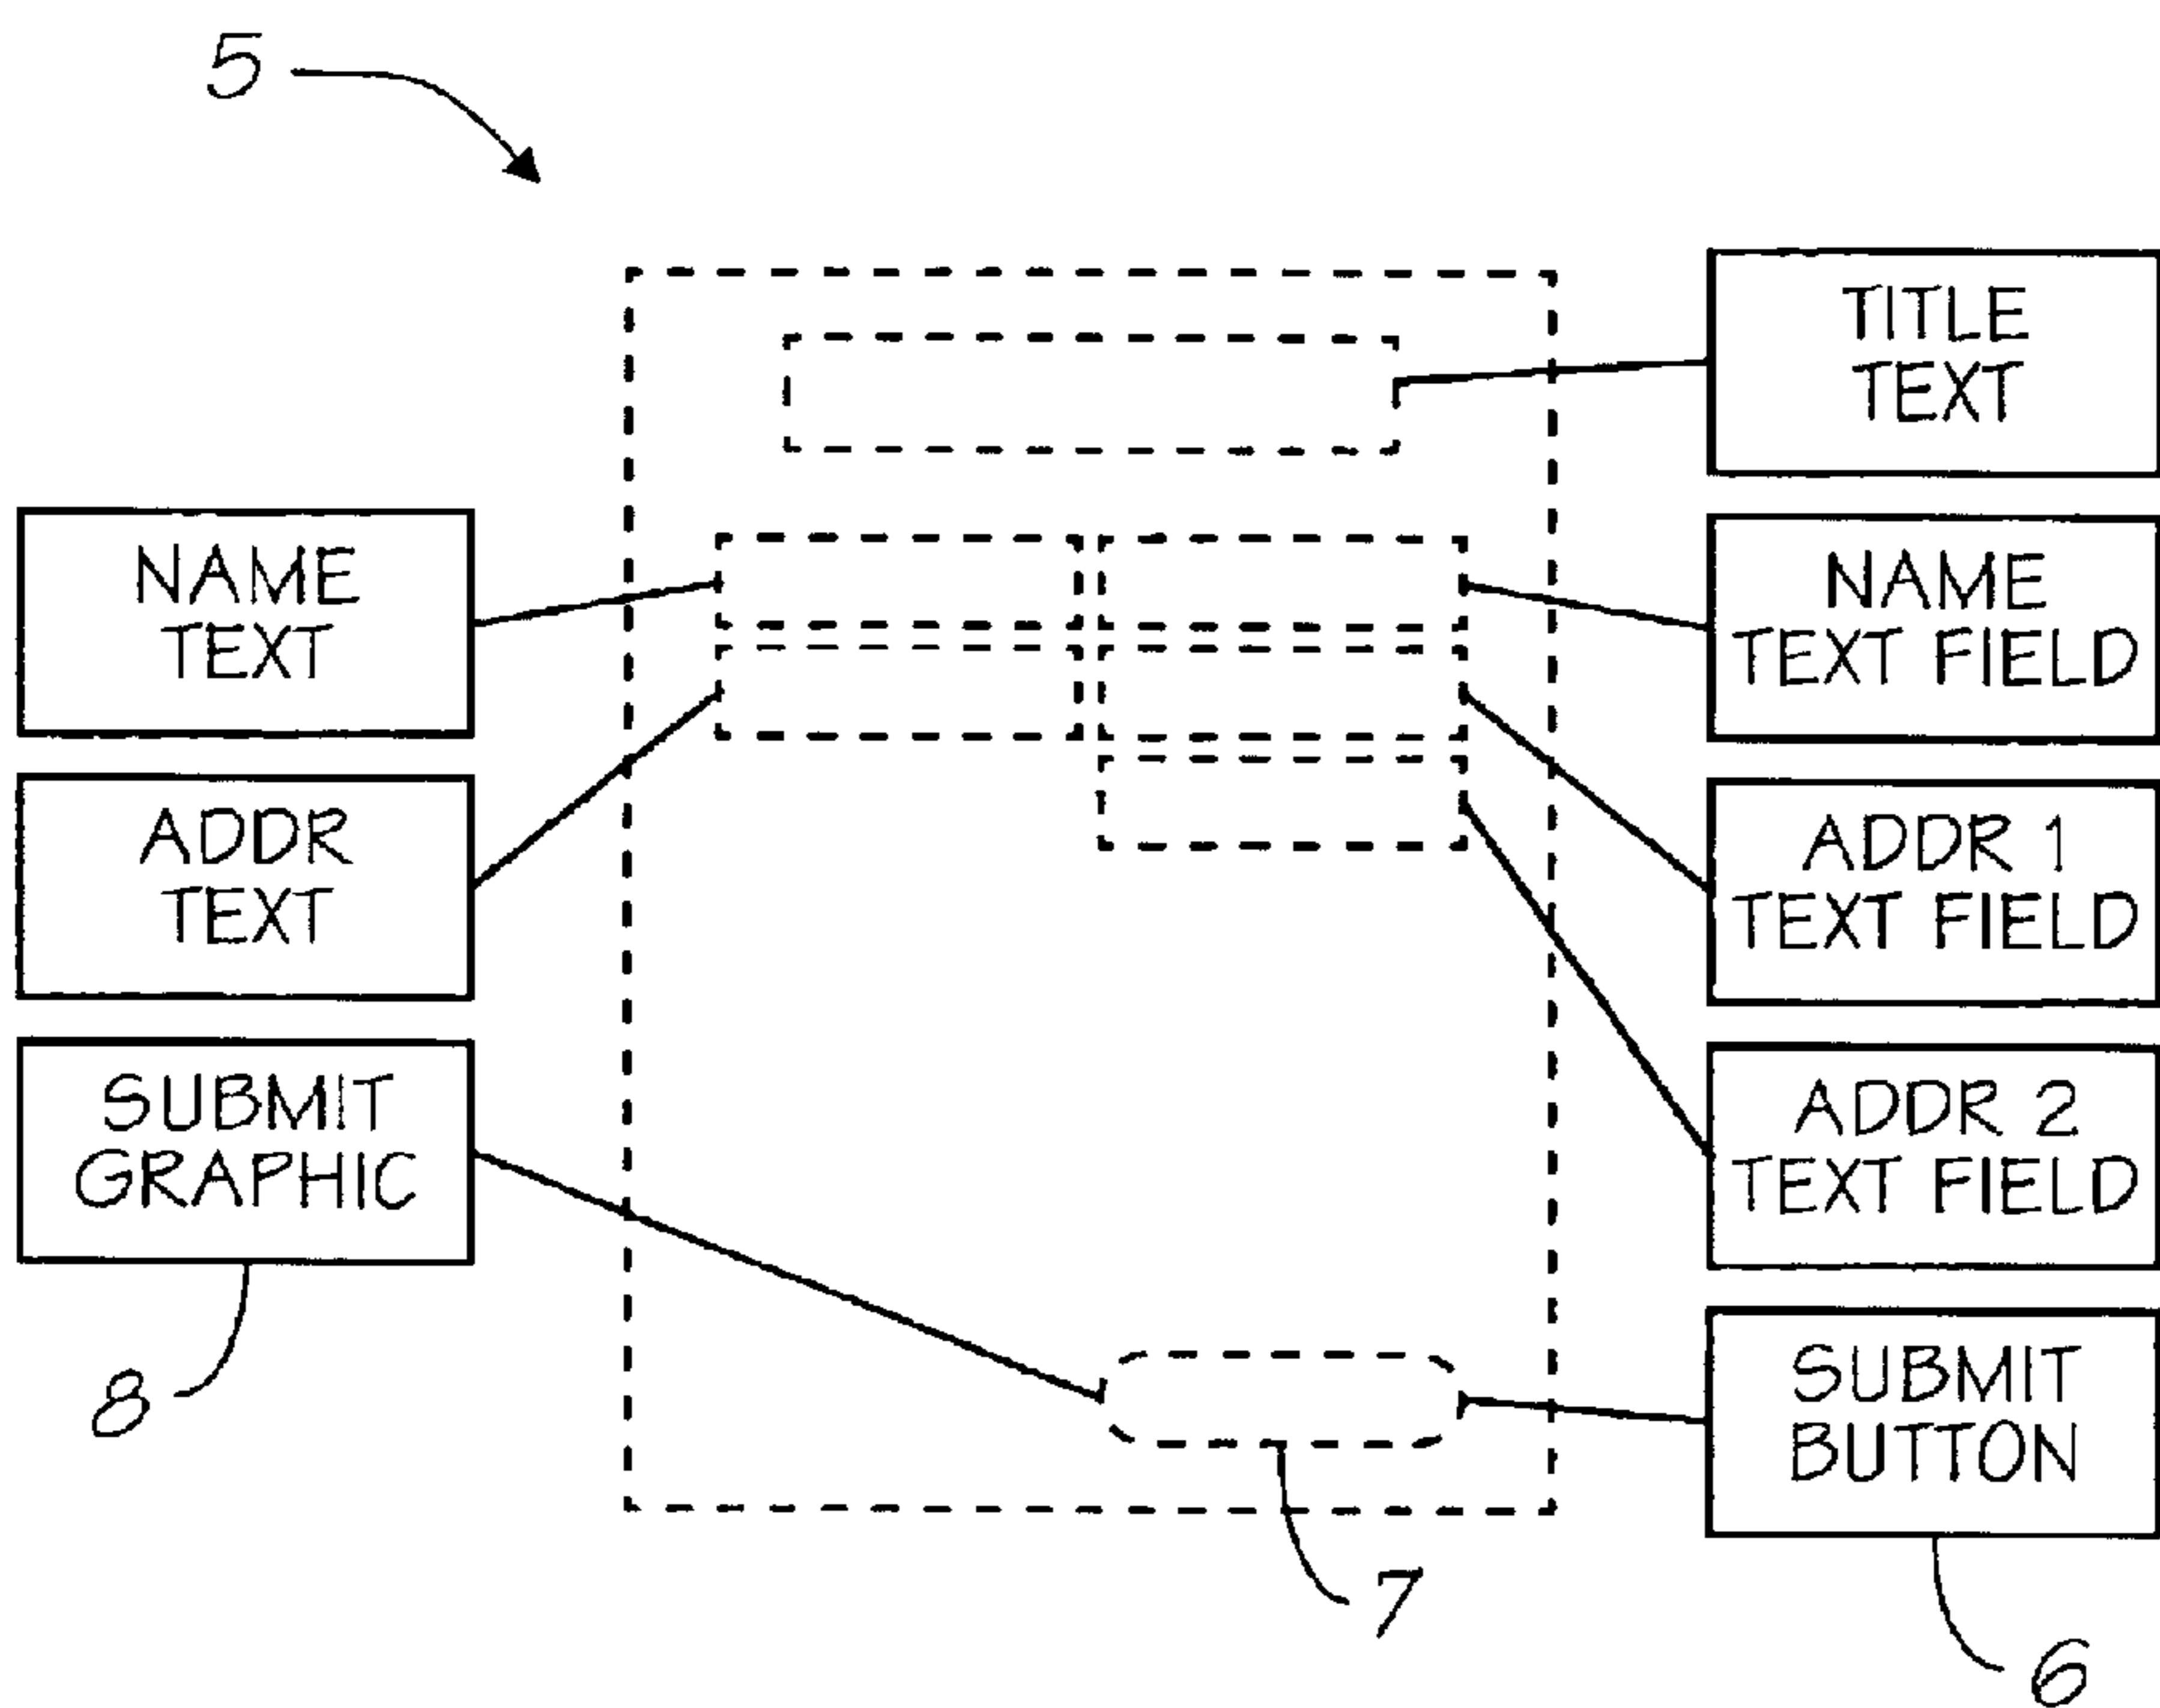 5
TITLE
TEXT
NAME
TEXT
NAME
TEXT FIELD
ADDR
TEXT
ADDR 1
TEXT FIELD
SUBMIT
GRAPHIC
ADDR 2
TEXT FIELD
8
SUBMIT
BUTTON
7
6